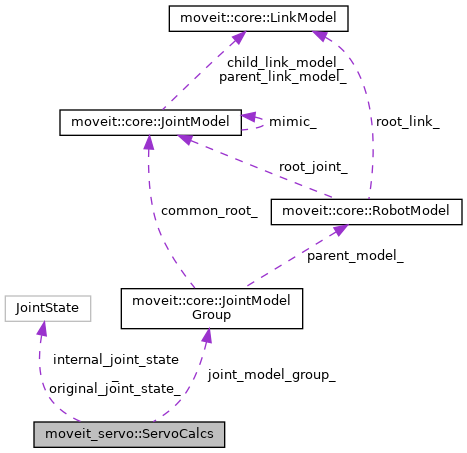 moveit::core::LinkModel
child_link_model_
parent_link_model_
moveit::core::JointModel
mimic_
root_link_
root_joint_
common_root_
moveit::core::RobotModel
parent_model_
JointState
moveit::core::JointModel
Group
internal_joint_state
_
original_joint_state_
joint_model_group_
moveit_servo::ServoCalcs